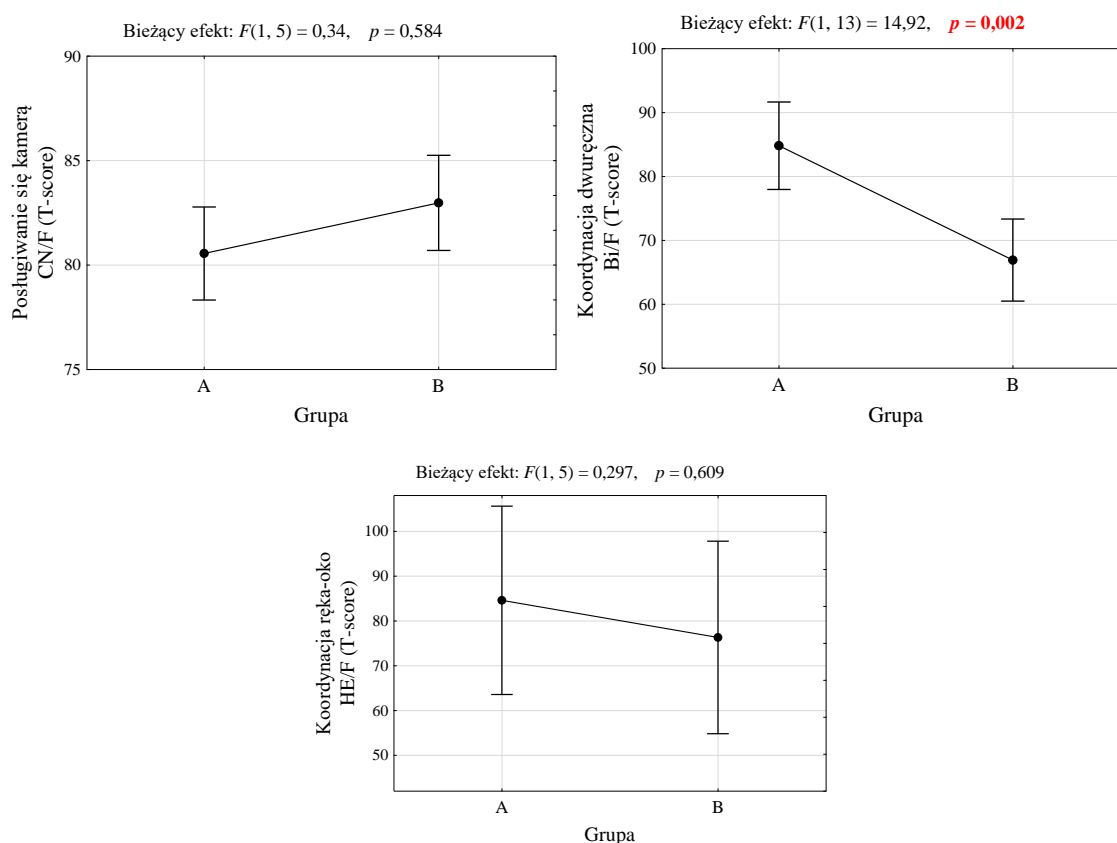 Bieżący efekt: F(1, 5) = 0,34, p = 0,584
90
85
80
75
Posługiwanie się kamerą
CN/F (T-score)
A
B
Grupa
Bieżący efekt: F(1, 13) = 14,92, p = 0,002
100
90
80
70
60
50
Koordynacja dwuręczna
Bi/F (T-score)
A
B
Grupa
Bieżący efekt: F(1, 5) = 0,297, p = 0,609
100
90
80
70
60
50
Koordynacja ręka-oko
HE/F (T-score)
A
B
Grupa